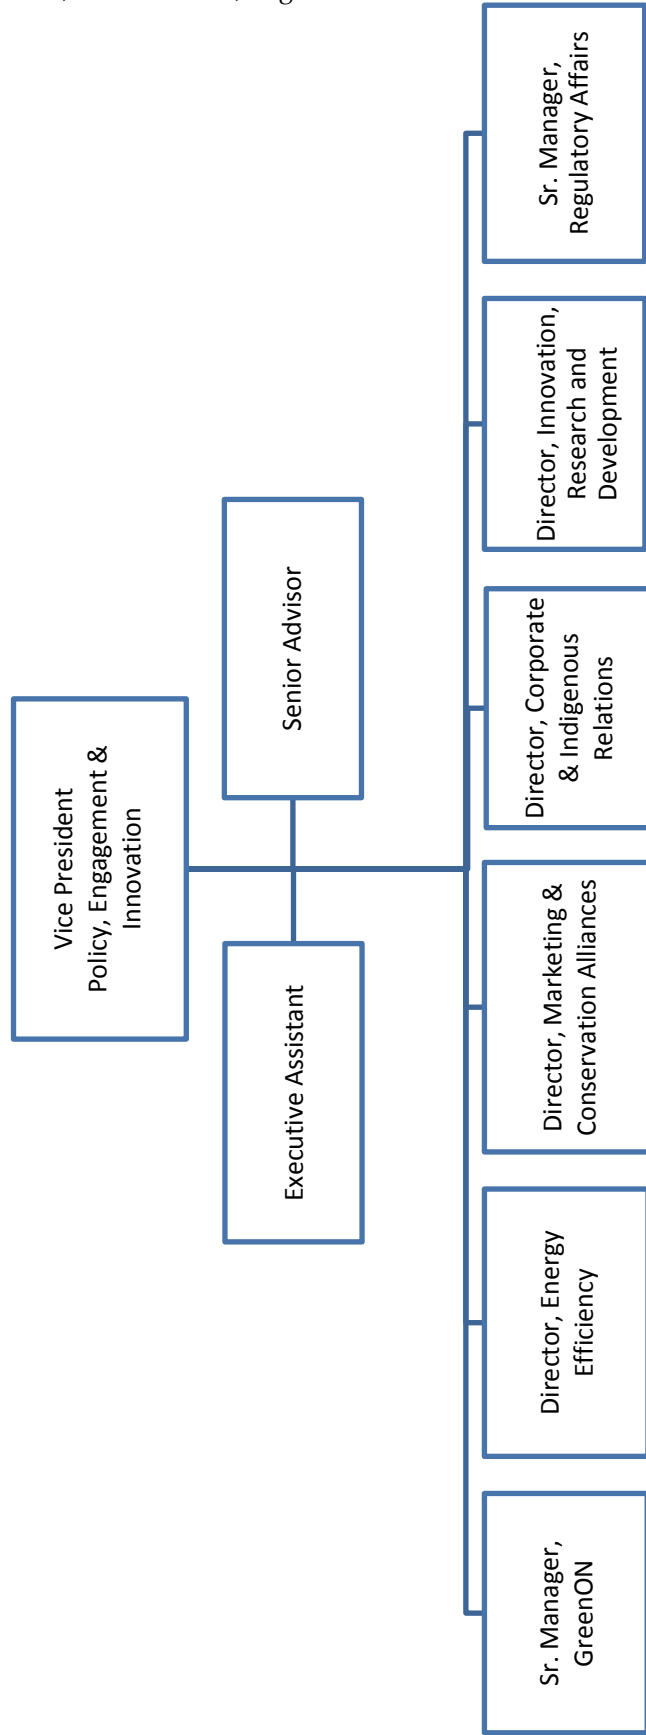 Vice President
Policy, Engagement &
Innovation
Executive Assistant
Senior Advisor
Sr. Manager,
GreenON
Director, Energy
Efficiency
Director, Marketing &
Conservation Alliances
Director, Corporate
& Indigenous
Relations
Director, Innovation,
Research and
Development
Sr. Manager,
Regulatory Affairs